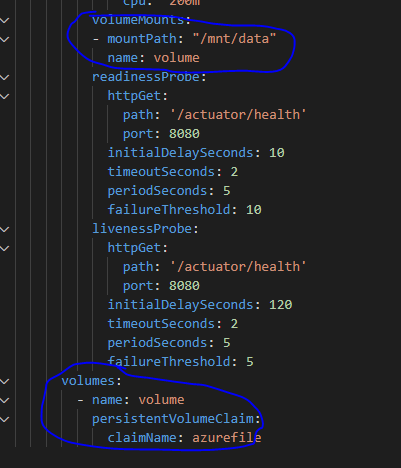 cpu: "200m"
volumeMounts:
- mountPath: "/mnt/data"
name: volume
readinessProbe:
httpGet:
path: '/actuator/health'
port: 8080
initialDelaySeconds: 10
timeoutSeconds: 2
periodSeconds: 5
failureThreshold: 10
livenessProbe:
httpGet:
path: '/actuator/health'
port: 8080
initialDelaySeconds: 120
timeoutSeconds: 2
periodSeconds: 5
failureThreshold: 5
volumes:
- name: volume
persistentVolumeClaim:
claimName: azurefile